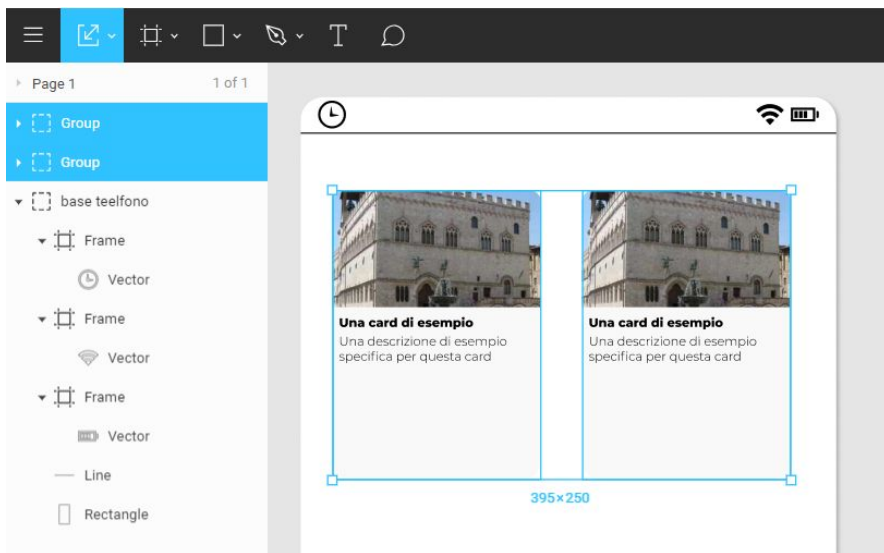 Page 1 1 of 1
Group
Group
base teelfono
Frame
Vector
Frame
Vector
Frame
Vector
Line
Rectangle
Una card di esempio
Una descrizione di esempio
specifica per questa card
Una card di esempio
Una descrizione di esempio
specifica per questa card
395×250